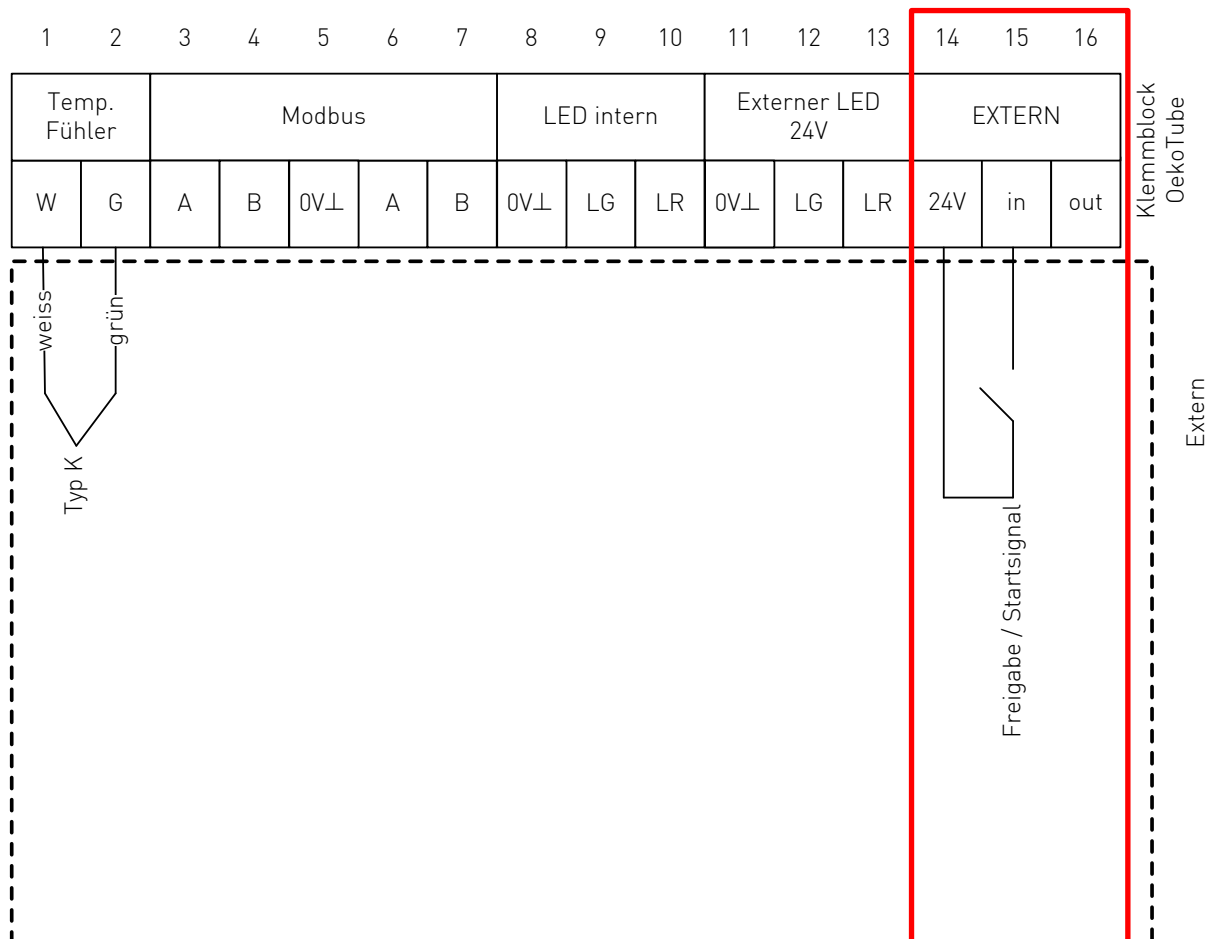 1 2 3 4 5 6 7 8 9 10 11 12 13 14 15 16
Temp.
Fühler
Modbus
LED intern
Externer LED
24V
EXTERN
W G A B 0V⊥ A B 0V⊥ LG LR 0V⊥ LG LR 24V in out
Klemmblock
OekoTube
weiss
grün
Typ K
Freigabe / Startsignal
Extern